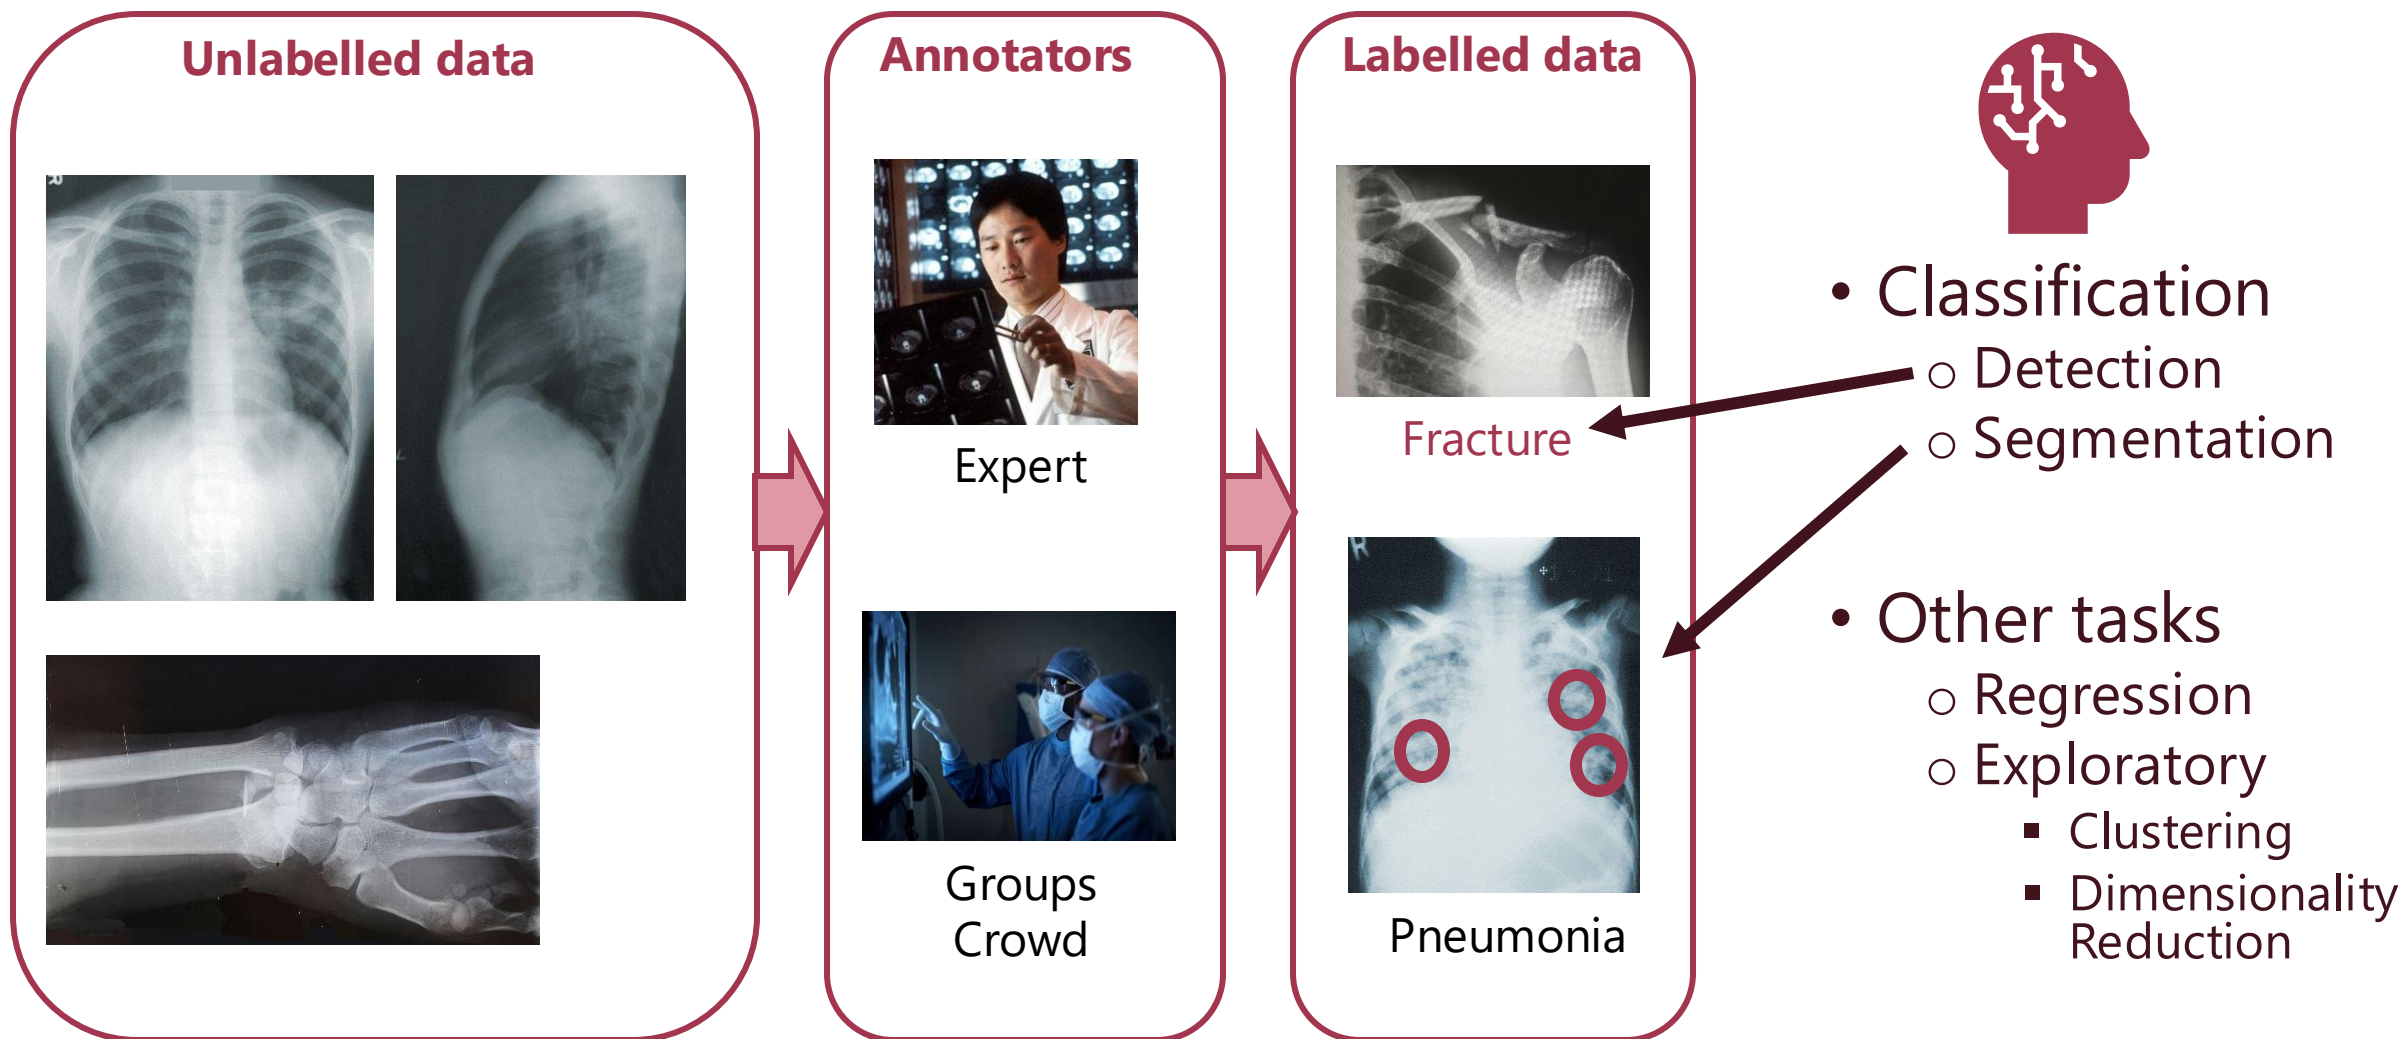 Unlabelled data
R
Annotators
Expert
Groups
Crowd
Labelled data
Fracture
R
Pneumonia
• Classification
○ Detection
○ Segmentation
• Other tasks
○ Regression
○ Exploratory
▪ Clustering
▪ Dimensionality
Reduction